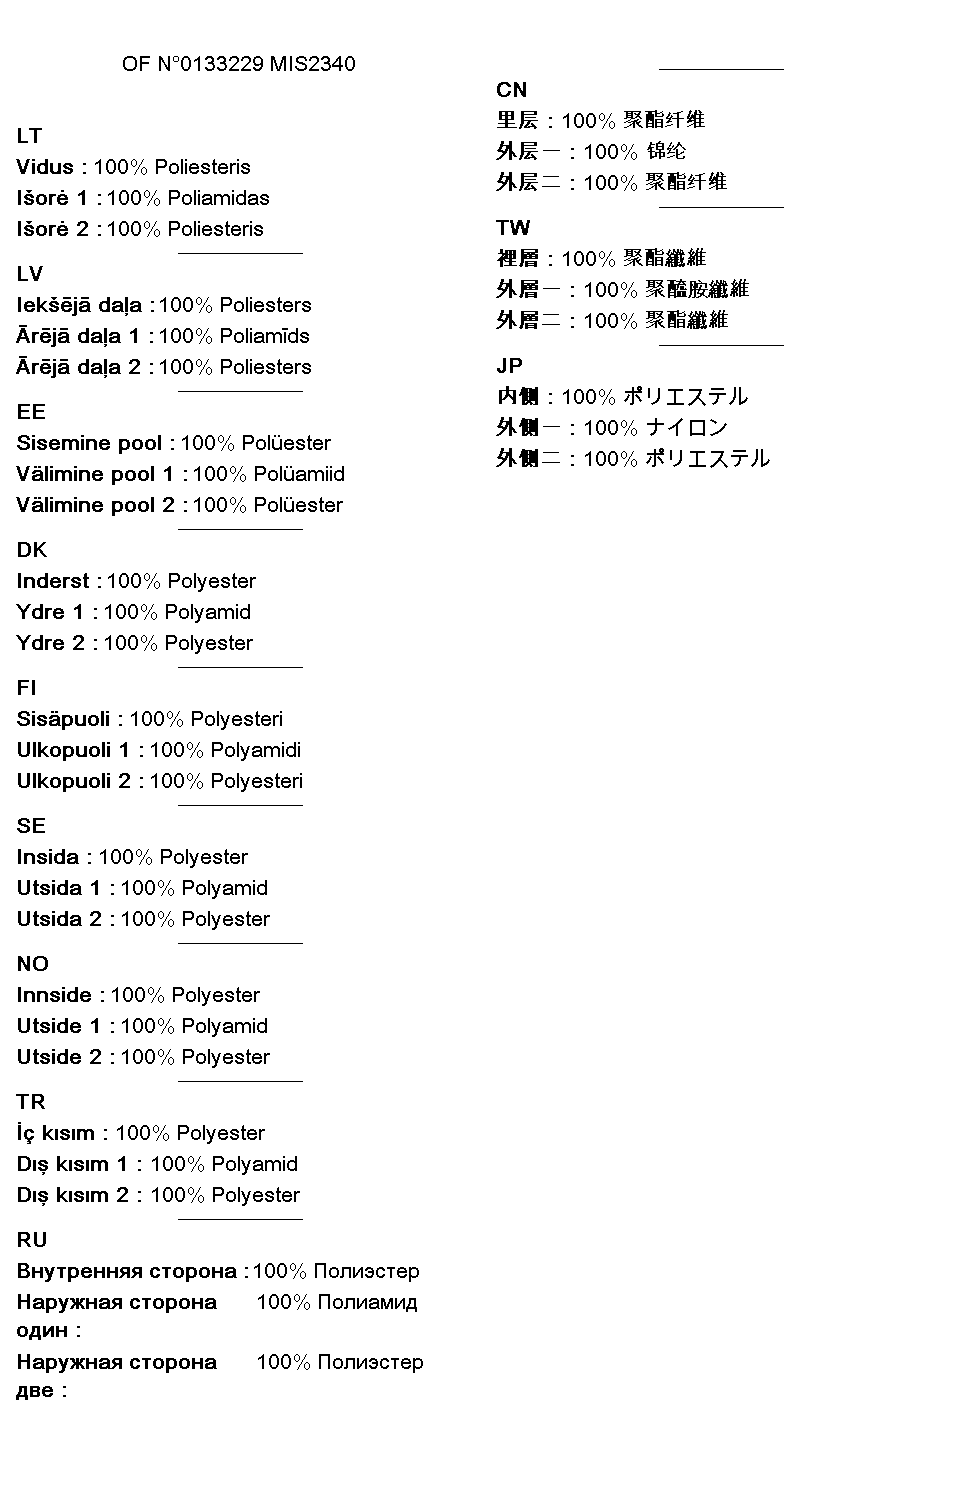 OF N°0133229 MIS2340
LT
Vidus : 100% Poliesteris
Išorė 1 : 100% Poliamidas
Išorė 2 : 100% Poliesteris
LV
Iekšējā daļa : 100% Poliesters
Ārējā daļa 1 : 100% Poliamīds
Ārējā daļa 2 : 100% Poliesters
EE
Sisemine pool : 100% Polüester
Välimine pool 1 : 100% Polüamiid
Välimine pool 2 : 100% Polüester
DK
Inderst : 100% Polyester
Ydre 1 : 100% Polyamid
Ydre 2 : 100% Polyester
FI
Sisäpuoli : 100% Polyesteri
Ulkopuoli 1 : 100% Polyamidi
Ulkopuoli 2 : 100% Polyesteri
SE
Insida : 100% Polyester
Utsida 1 : 100% Polyamid
Utsida 2 : 100% Polyester
NO
Innside : 100% Polyester
Utside 1 : 100% Polyamid
Utside 2 : 100% Polyester
TR
İç kısım : 100% Polyester
Dış kısım 1 : 100% Polyamid
Dış kısım 2 : 100% Polyester
RU
Внутренняя сторона : 100% Полиэстер
Наружная сторона 100% Полиамид
один :
Наружная сторона 100% Полиэстер
две :
CN
里层 : 100% 聚酯纤维
外层一 : 100% 锦纶
外层二 : 100% 聚酯纤维
TW
裡層 : 100% 聚酯纖維
外層一 : 100% 聚醯胺纖維
外層二 : 100% 聚酯纖維
JP
内側 : 100% ポリエステル
外側一 : 100% ナイロン
外側二 : 100% ポリエステル